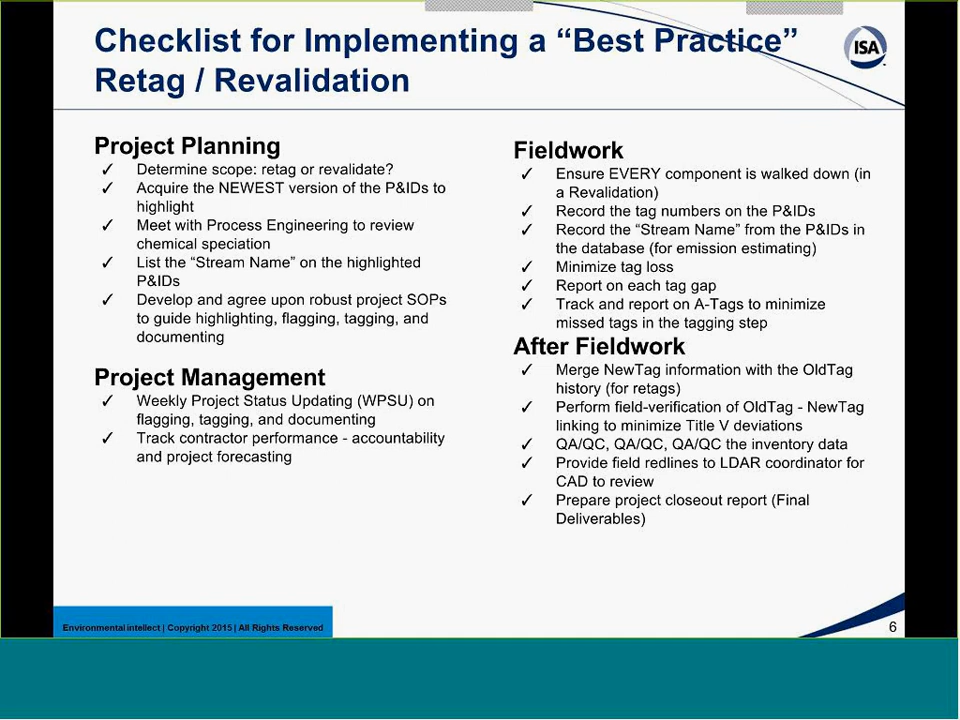 Checklist for Implementing a “Best Practice”
Retag / Revalidation
ISA
Project Planning
✓ Determine scope: retag or revalidate?
✓ Acquire the NEWEST version of the P&IDs to
highlight
✓ Meet with Process Engineering to review
chemical speciation
✓ List the “Stream Name” on the highlighted
P&IDs
✓ Develop and agree upon robust project SOPs
to guide highlighting, flagging, tagging, and
documenting
Project Management
✓ Weekly Project Status Updating (WPSU) on
flagging, tagging, and documenting
✓ Track contractor performance - accountability
and project forecasting
Fieldwork
✓ Ensure EVERY component is walked down (in
a Revalidation)
✓ Record the tag numbers on the P&IDs
✓ Record the “Stream Name” from the P&IDs in
the database (for emission estimating)
✓ Minimize tag loss
✓ Report on each tag gap
✓ Track and report on A-Tags to minimize
missed tags in the tagging step
After Fieldwork
✓ Merge NewTag information with the OldTag
history (for retags)
✓ Perform field-verification of OldTag - NewTag
linking to minimize Title V deviations
✓ QA/QC, QA/QC, QA/QC the inventory data
✓ Provide field redlines to LDAR coordinator for
CAD to review
✓ Prepare project closeout report (Final
Deliverables)
Environmental intellect | Copyright 2015 | All Rights Reserved
6